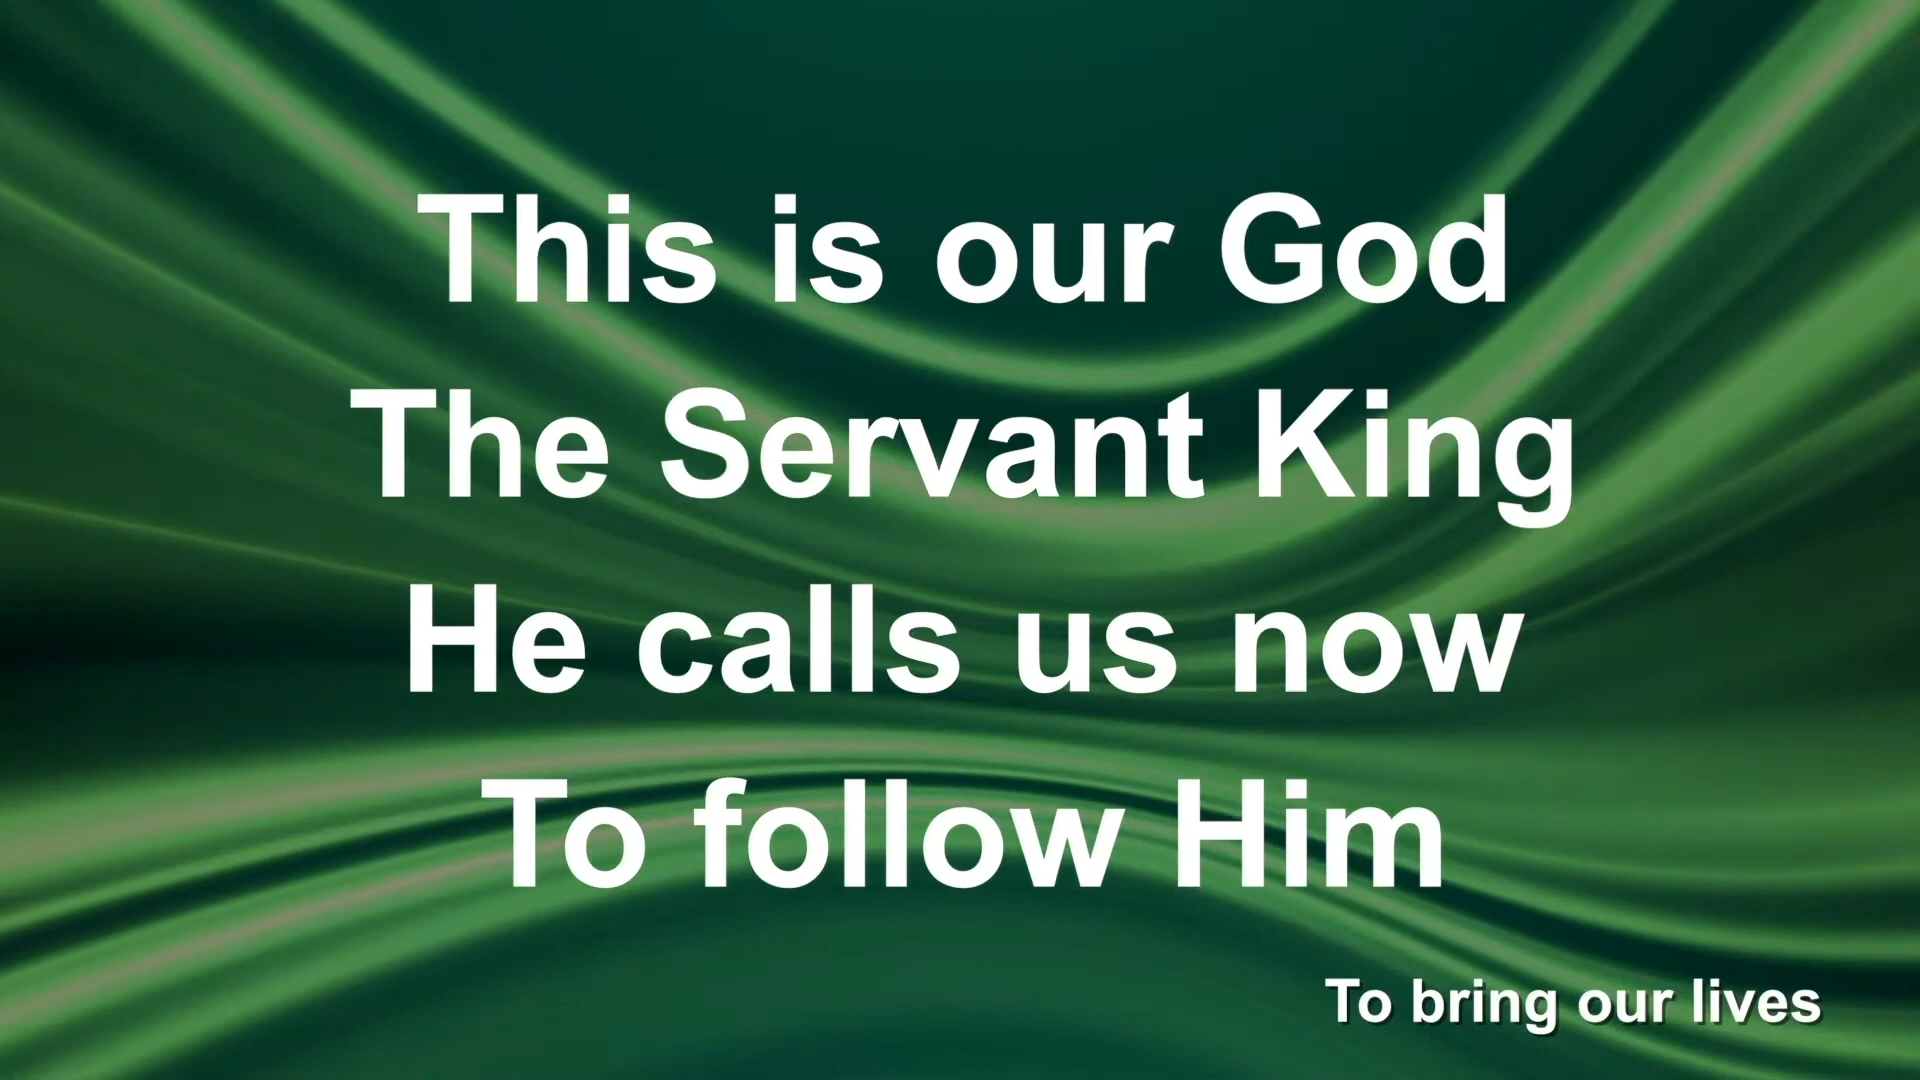 This is our God
The Servant King
He calls us now
To follow Him
To bring our lives